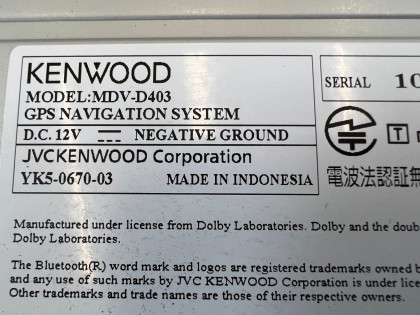 KENWOOD
MODEL:MDV-D403
GPS NAVIGATION SYSTEM
D.C. 12V NEGATIVE GROUND
JVCKENWOOD Corporation
YK5-0670-03 MADE IN INDONESIA
SERIAL 10
T
電波法認証無
Manufactured under license from Dolby Laboratories. Dolby and the doub
Dolby Laboratories.
The Bluetooth(R) word mark and logos are registered trademarks owned b
and any use of such marks by JVC KENWOOD Corporation is under lice
Other trademarks and trade names are those of their respective owners.